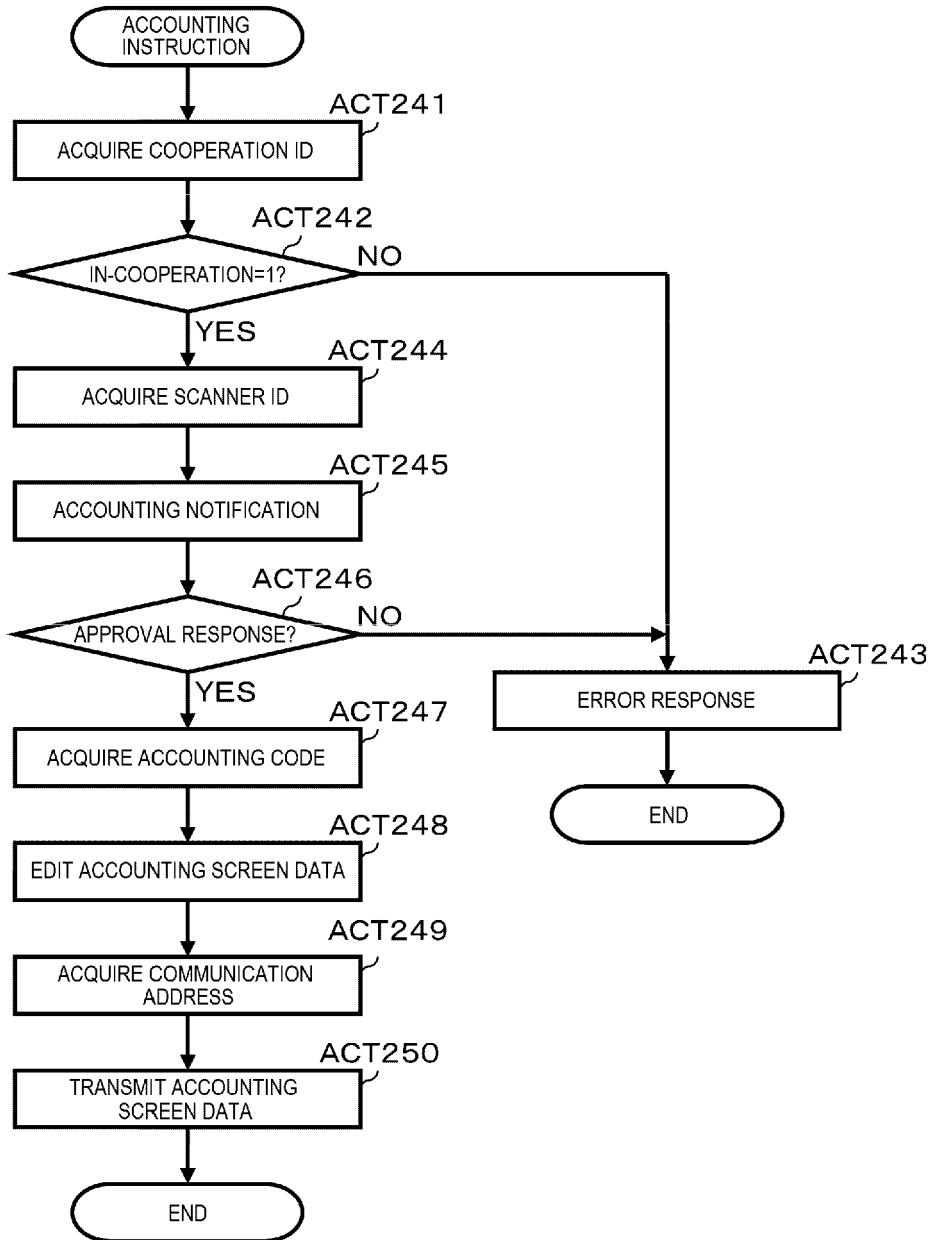 ACCOUNTING
INSTRUCTION
ACT241
ACQUIRE COOPERATION ID
ACT242
IN-COOPERATION=1?
NO
YES
ACT244
ACQUIRE SCANNER ID
ACT245
ACCOUNTING NOTIFICATION
ACT246
APPROVAL RESPONSE?
NO
YES
ACT243
ERROR RESPONSE
END
ACT247
ACQUIRE ACCOUNTING CODE
ACT248
EDIT ACCOUNTING SCREEN DATA
ACT249
ACQUIRE COMMUNICATION
ADDRESS
ACT250
TRANSMIT ACCOUNTING
SCREEN DATA
END